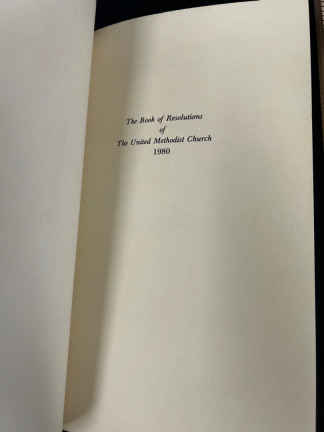 The Book of Resolutions
of
The United Methodist Church
1980